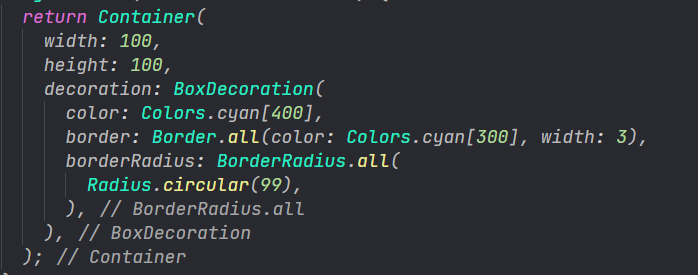 return Container(
width: 100,
height: 100,
decoration: BoxDecoration(
color: Colors.cyan[400],
border: Border.all(color: Colors.cyan[300], width: 3),
borderRadius: BorderRadius.all(
Radius.circular(99),
), // BorderRadius.all
), // BoxDecoration
); // Container